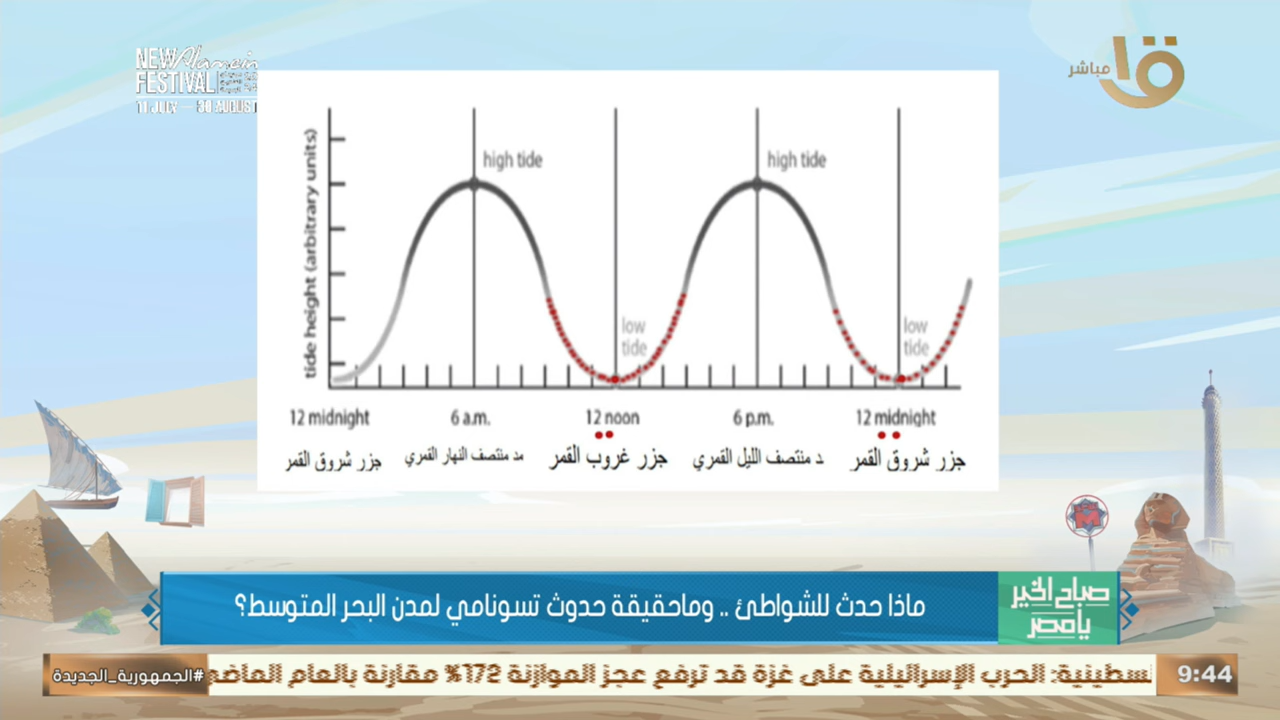 NEW Alamein
FESTIVAL
11 JULY — 30 AUGUS
مباشر
tide height (arbitrary units)
high tide
high tide
low
tide
low
tide
12 midnight
6 a.m.
12 noon
6 p.m.
12 midnight
جزر شروق القمر
مد منتصف النهار القمري
جزر غروب القمر
د منتصف الليل القمري
جزر شروق القمر
ماذا حدث للشواطئ .. وماحقيقة حدوث تسونامي لمدن البحر المتوسط؟
صباح الخير
يا مصر
#الجمهورية_الجديدة
لسطينية: الحرب الإسرائيلية على غزة قد ترفع عجز الموازنة 172% مقارنة بالعام الماضي
9:44